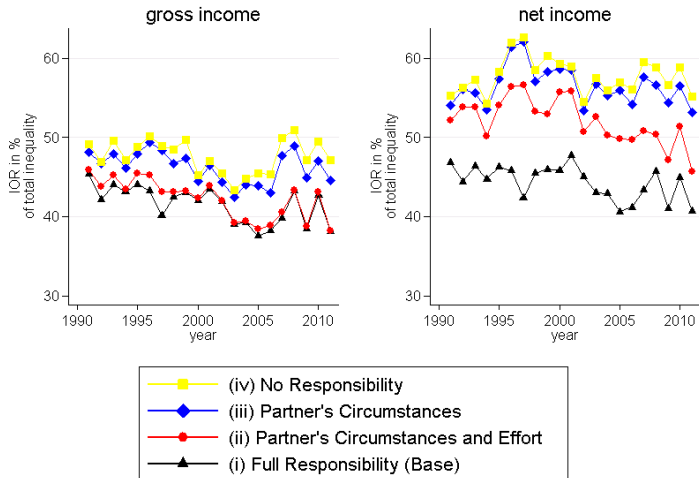 gross income
IOR in %
of total inequality
60
50
40
30
1990
1995
2000
2005
2010
year
net income
IOR in %
of total inequality
60
50
40
30
1990
1995
2000
2005
2010
year
(iv) No Responsibility
(iii) Partner's Circumstances
(ii) Partner's Circumstances and Effort
(i) Full Responsibility (Base)